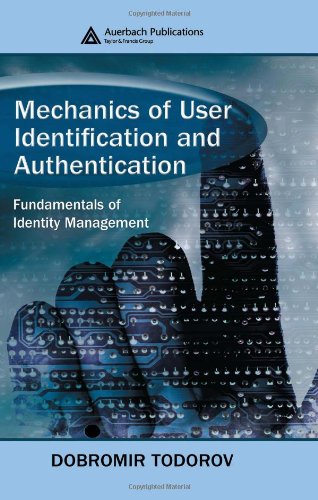 Auerbach Publications
Taylor & Francis Group
Mechanics of User
Identification and
Authentication
Fundamentals of
Identity Management
DOBROMIR TODOROV